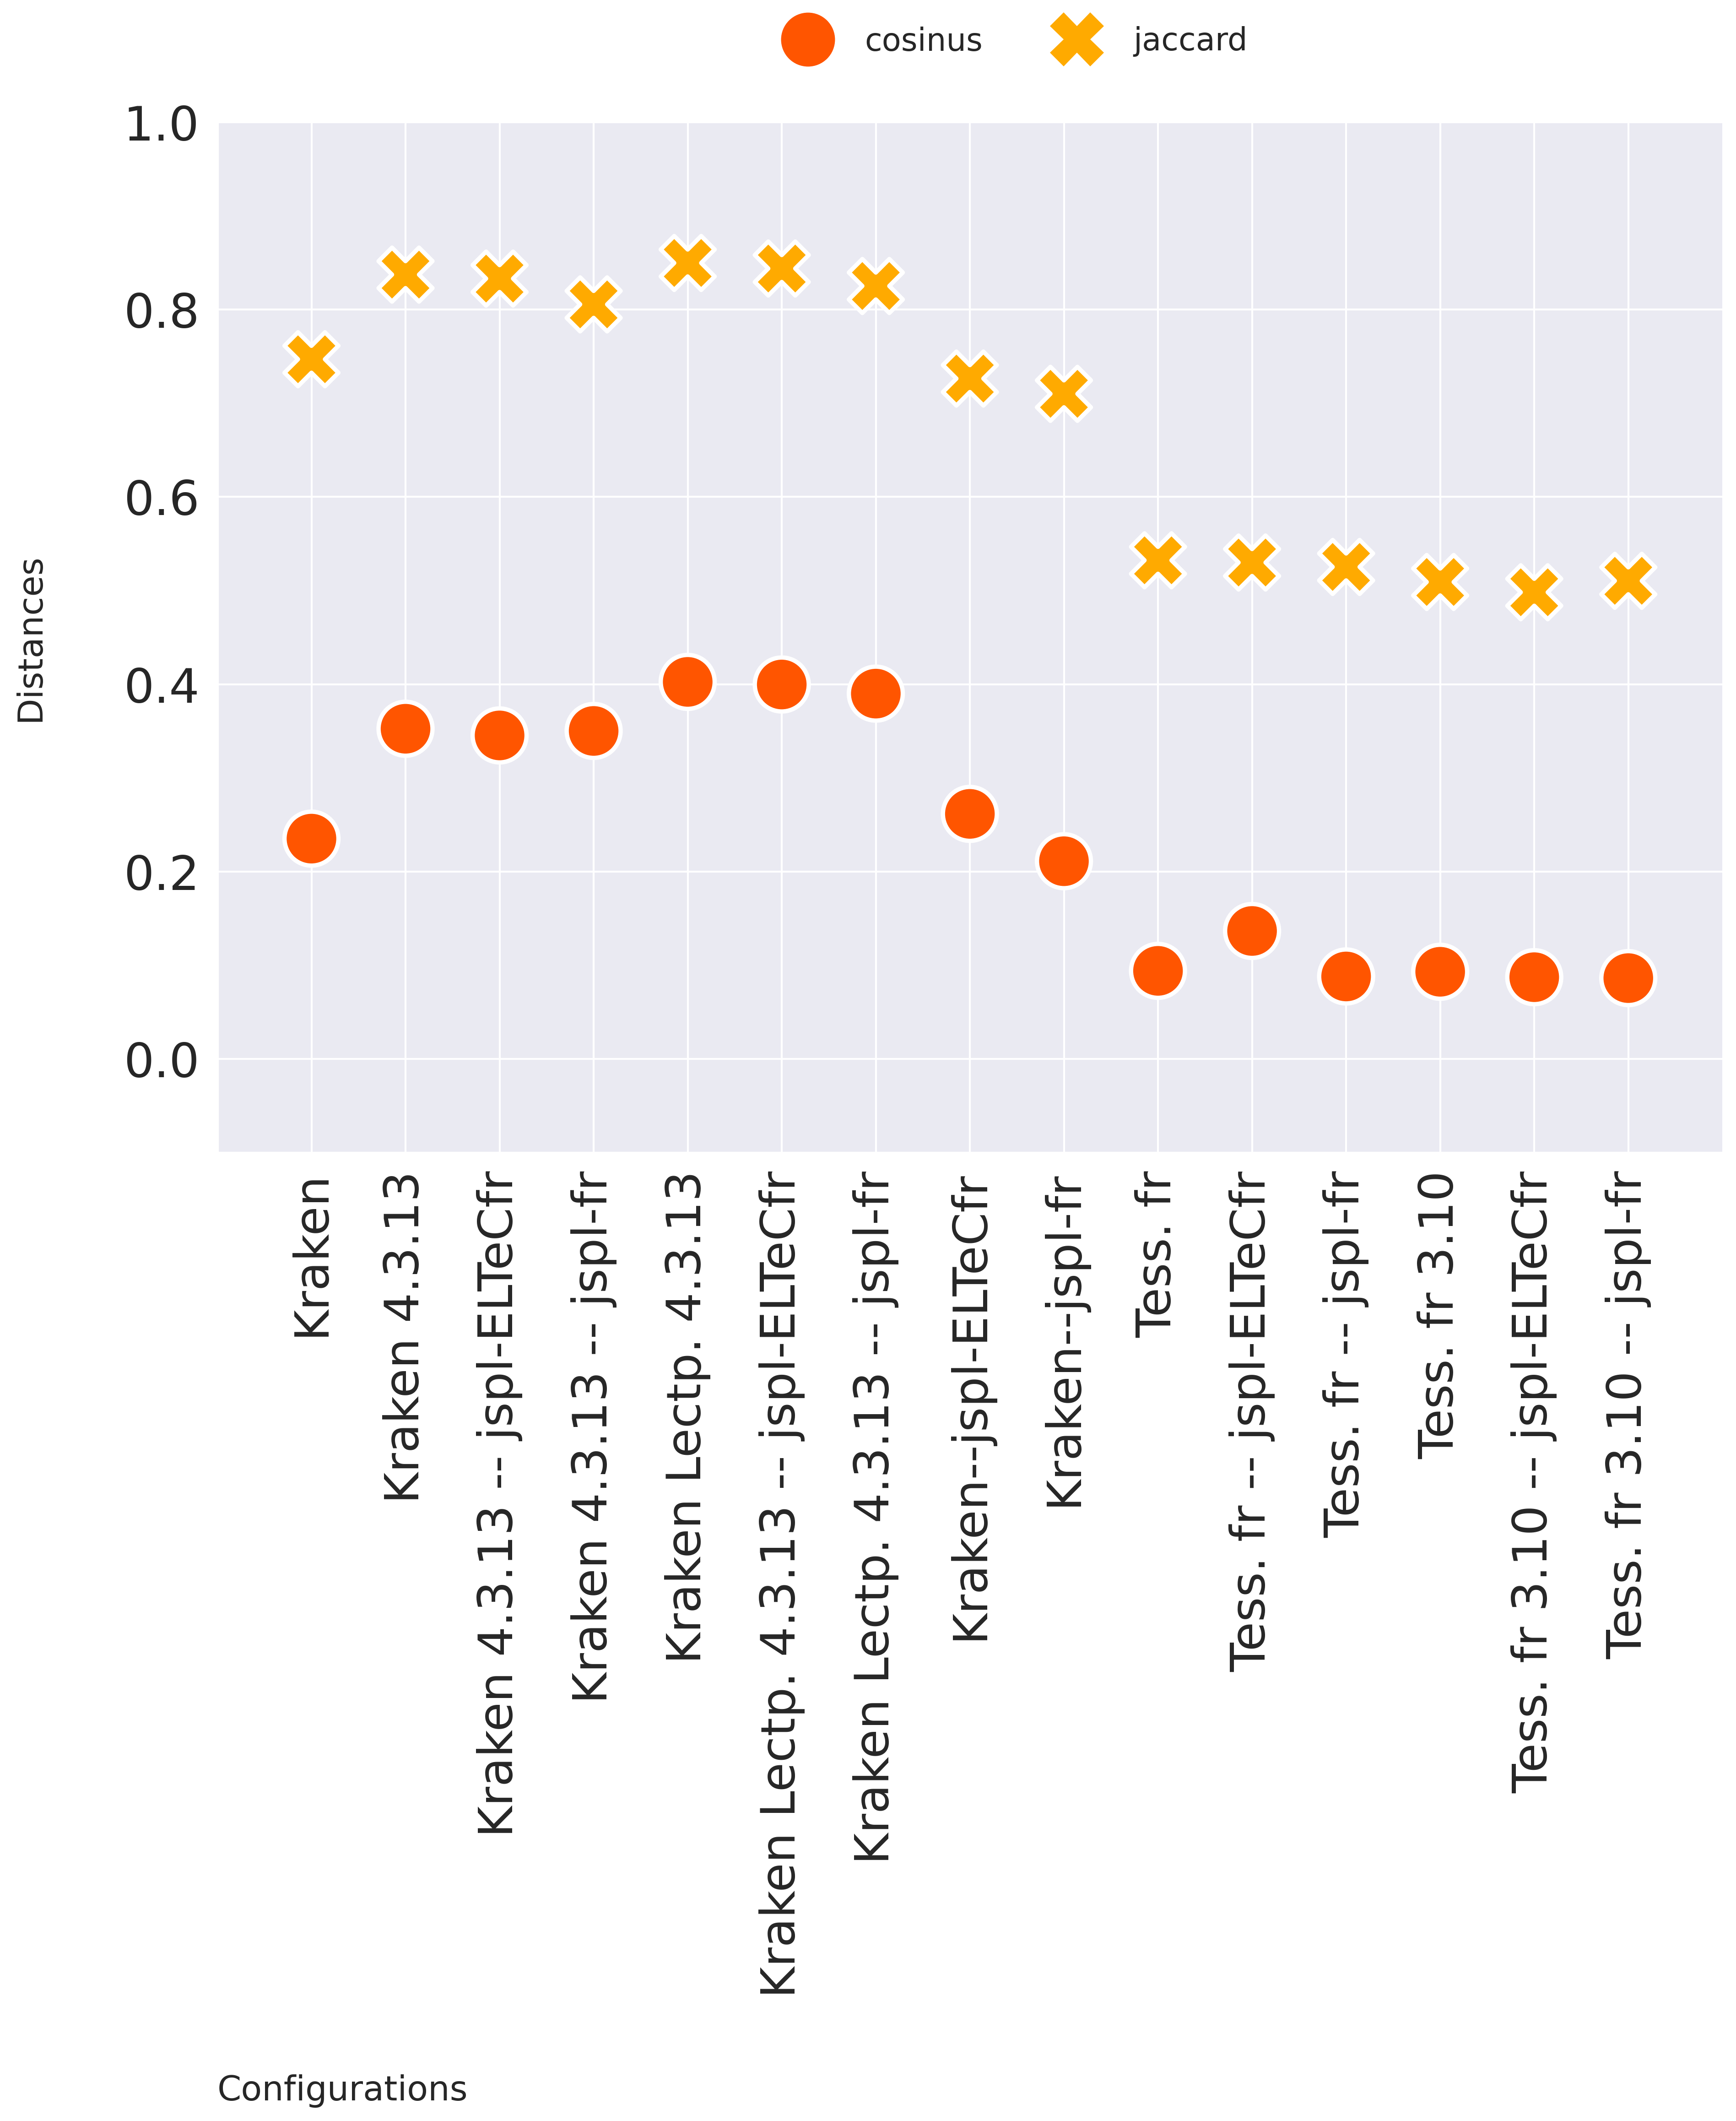 cosinus
jaccard
1.0
0.8
0.6
0.4
0.2
0.0
Distances
Kraken
Kraken 4.3.13
Kraken 4.3.13 -- jspl-ELTeCfr
Kraken 4.3.13 -- jspl-fr
Kraken Lectp. 4.3.13
Kraken Lectp. 4.3.13 -- jspl-ELTeCfr
Kraken Lectp. 4.3.13 -- jspl-fr
Kraken--jspl-ELTeCfr
Kraken--jspl-fr
Tess. fr
Tess. fr -- jspl-ELTeCfr
Tess. fr -- jspl-fr
Tess. fr 3.10
Tess. fr 3.10 -- jspl-ELTeCfr
Tess. fr 3.10 -- jspl-fr
Configurations